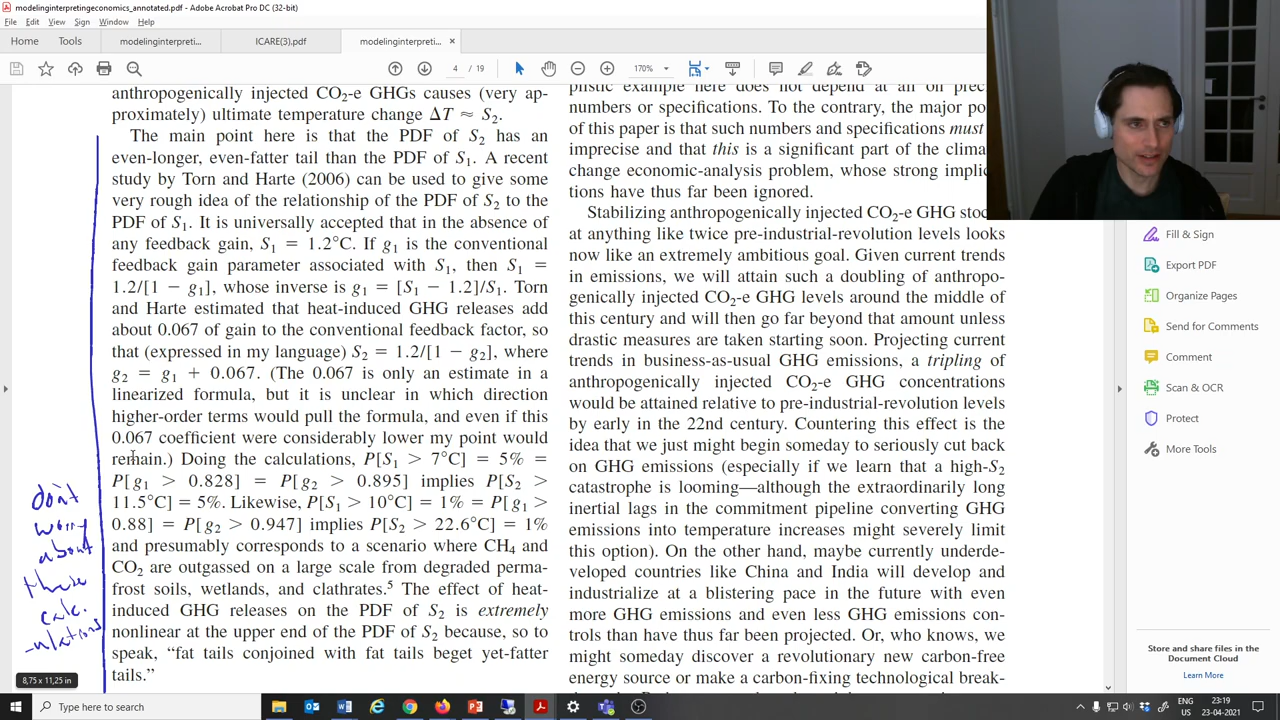 modelinginterpretingeconomics_annotated.pdf - Adobe Acrobat Pro DC (32-bit)
File Edit View Sign Window Help
Home Tools modelinginterpreti... ICARE(3).pdf modelinginterpreti... ×
4 / 19 170%
anthropogenically injected CO₂-e GHGs causes (very ap-
proximately) ultimate temperature change ΔT ≈ S₂.
The main point here is that the PDF of S₂ has an
even-longer, even-fatter tail than the PDF of S₁. A recent
study by Torn and Harte (2006) can be used to give some
very rough idea of the relationship of the PDF of S₂ to the
PDF of S₁. It is universally accepted that in the absence of
any feedback gain, S₁ = 1.2°C. If g₁ is the conventional
feedback gain parameter associated with S₁, then S₁ =
1.2/[1 − g₁], whose inverse is g₁ = [S₁ − 1.2]/S₁. Torn
and Harte estimated that heat-induced GHG releases add
about 0.067 of gain to the conventional feedback factor, so
that (expressed in my language) S₂ = 1.2/[1 − g₂], where
g₂ = g₁ + 0.067. (The 0.067 is only an estimate in a
linearized formula, but it is unclear in which direction
higher-order terms would pull the formula, and even if this
0.067 coefficient were considerably lower my point would
remain.) Doing the calculations, P[S₁ > 7°C] = 5% =
P[g₁ > 0.828] = P[g₂ > 0.895] implies P[S₂ >
11.5°C] = 5%. Likewise, P[S₁ > 10°C] = 1% = P[g₁ >
0.88] = P[g₂ > 0.947] implies P[S₂ > 22.6°C] = 1%
and presumably corresponds to a scenario where CH₄ and
CO₂ are outgassed on a large scale from degraded perma-
frost soils, wetlands, and clathrates.⁵ The effect of heat-
induced GHG releases on the PDF of S₂ is extremely
nonlinear at the upper end of the PDF of S₂ because, so to
speak, “fat tails conjoined with fat tails beget yet-fatter
tails.”
don't
worry
about
these
calc.
-ulations
8,75 x 11,25 in
plistic example here does not depend at all on
numbers or specifications. To the contrary, the major po
of this paper is that such numbers and specifications must
imprecise and that this is a significant part of the clima
change economic-analysis problem, whose strong implic
tions have thus far been ignored.
Stabilizing anthropogenically injected CO₂-e GHG stoc
at anything like twice pre-industrial-revolution levels looks
now like an extremely ambitious goal. Given current trends
in emissions, we will attain such a doubling of anthropo-
genically injected CO₂-e GHG levels around the middle of
this century and will then go far beyond that amount unless
drastic measures are taken starting soon. Projecting current
trends in business-as-usual GHG emissions, a tripling of
anthropogenically injected CO₂-e GHG concentrations
would be attained relative to pre-industrial-revolution levels
by early in the 22nd century. Countering this effect is the
idea that we just might begin someday to seriously cut back
on GHG emissions (especially if we learn that a high-S₂
catastrophe is looming—although the extraordinarily long
inertial lags in the commitment pipeline converting GHG
emissions into temperature increases might severely limit
this option). On the other hand, maybe currently underde-
veloped countries like China and India will develop and
industrialize at a blistering pace in the future with even
more GHG emissions and even less GHG emissions con-
trols than have thus far been projected. Or, who knows, we
might someday discover a revolutionary new carbon-free
energy source or make a carbon-fixing technological break-
Fill & Sign
Export PDF
Organize Pages
Send for Comments
Comment
Scan & OCR
Protect
More Tools
Store and share files in the
Document Cloud
Learn More
Type here to search
ENG 23:19
US 23-04-2021